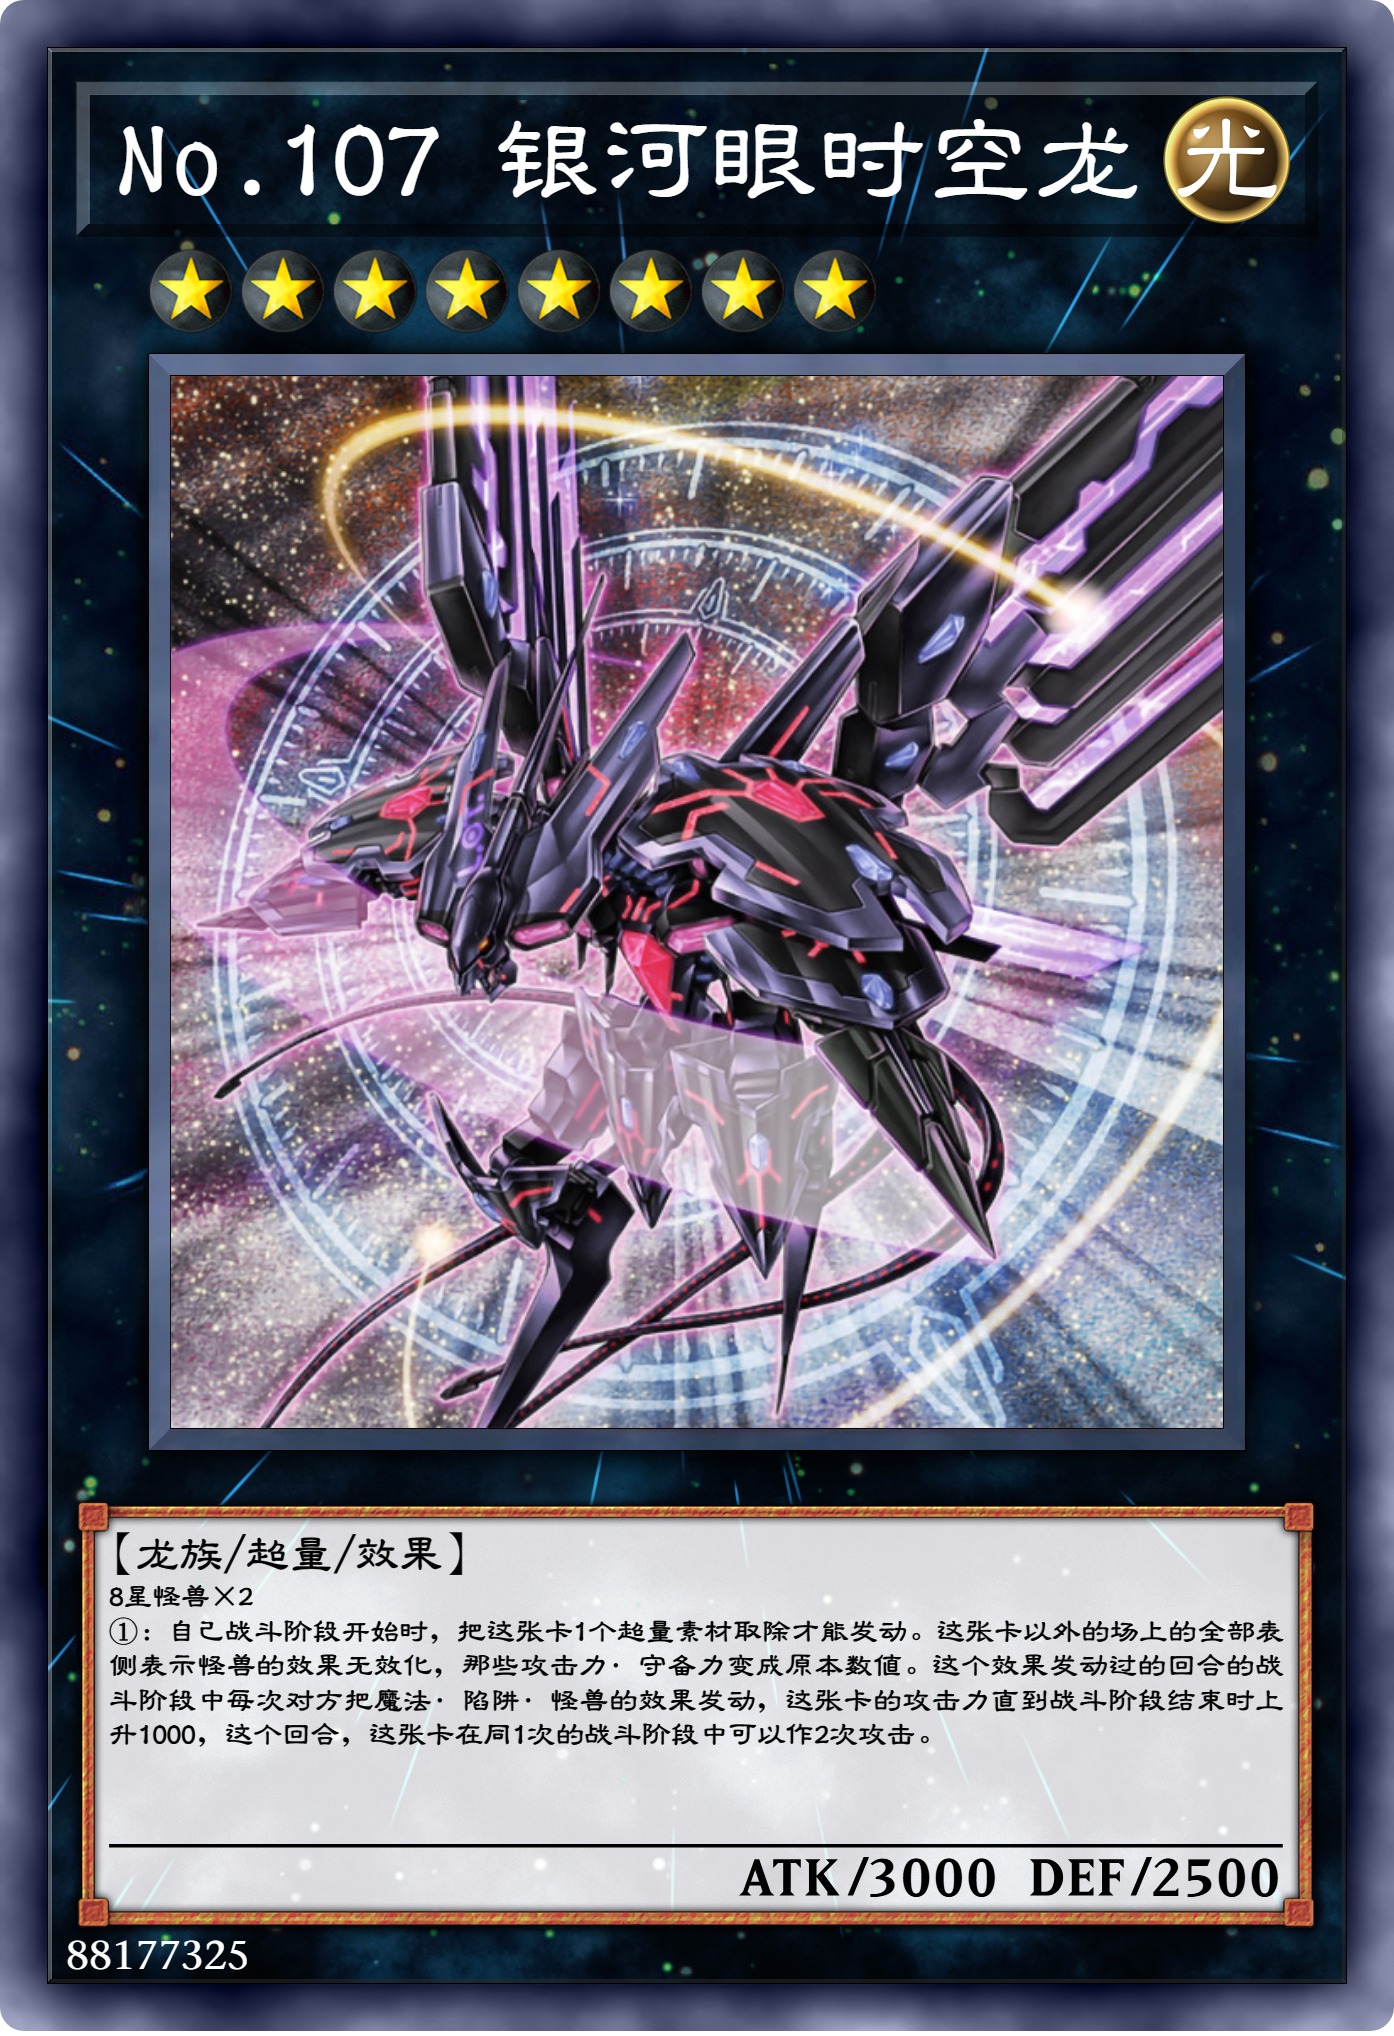 No.107 银河眼时空龙 光
【龙族/超量/效果】
8星怪兽×2
①：自己战斗阶段开始时，把这张卡1个超量素材取除才能发动。这张卡以外的场上的全部表
侧表示怪兽的效果无效化，那些攻击力·守备力变成原本数值。这个效果发动过的回合的战
斗阶段中每次对方把魔法·陷阱·怪兽的效果发动，这张卡的攻击力直到战斗阶段结束时上
升1000，这个回合，这张卡在同1次的战斗阶段中可以作2次攻击。
ATK/3000 DEF/2500
88177325